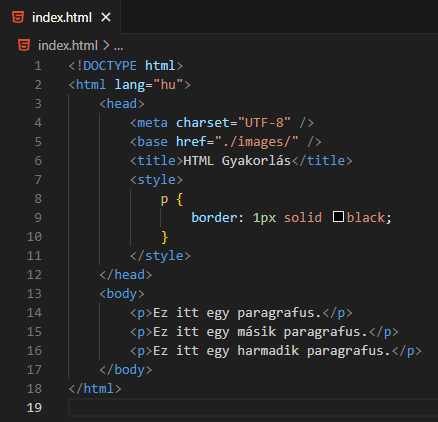 index.html ×
index.html > ...
1 <!DOCTYPE html>
2 <html lang="hu">
3     <head>
4         <meta charset="UTF-8" />
5         <base href="./images/" />
6         <title>HTML Gyakorlás</title>
7         <style>
8             p {
9                 border: 1px solid black;
10             }
11         </style>
12     </head>
13     <body>
14         <p>Ez itt egy paragrafus.</p>
15         <p>Ez itt egy másik paragrafus.</p>
16         <p>Ez itt egy harmadik paragrafus.</p>
17     </body>
18 </html>
19